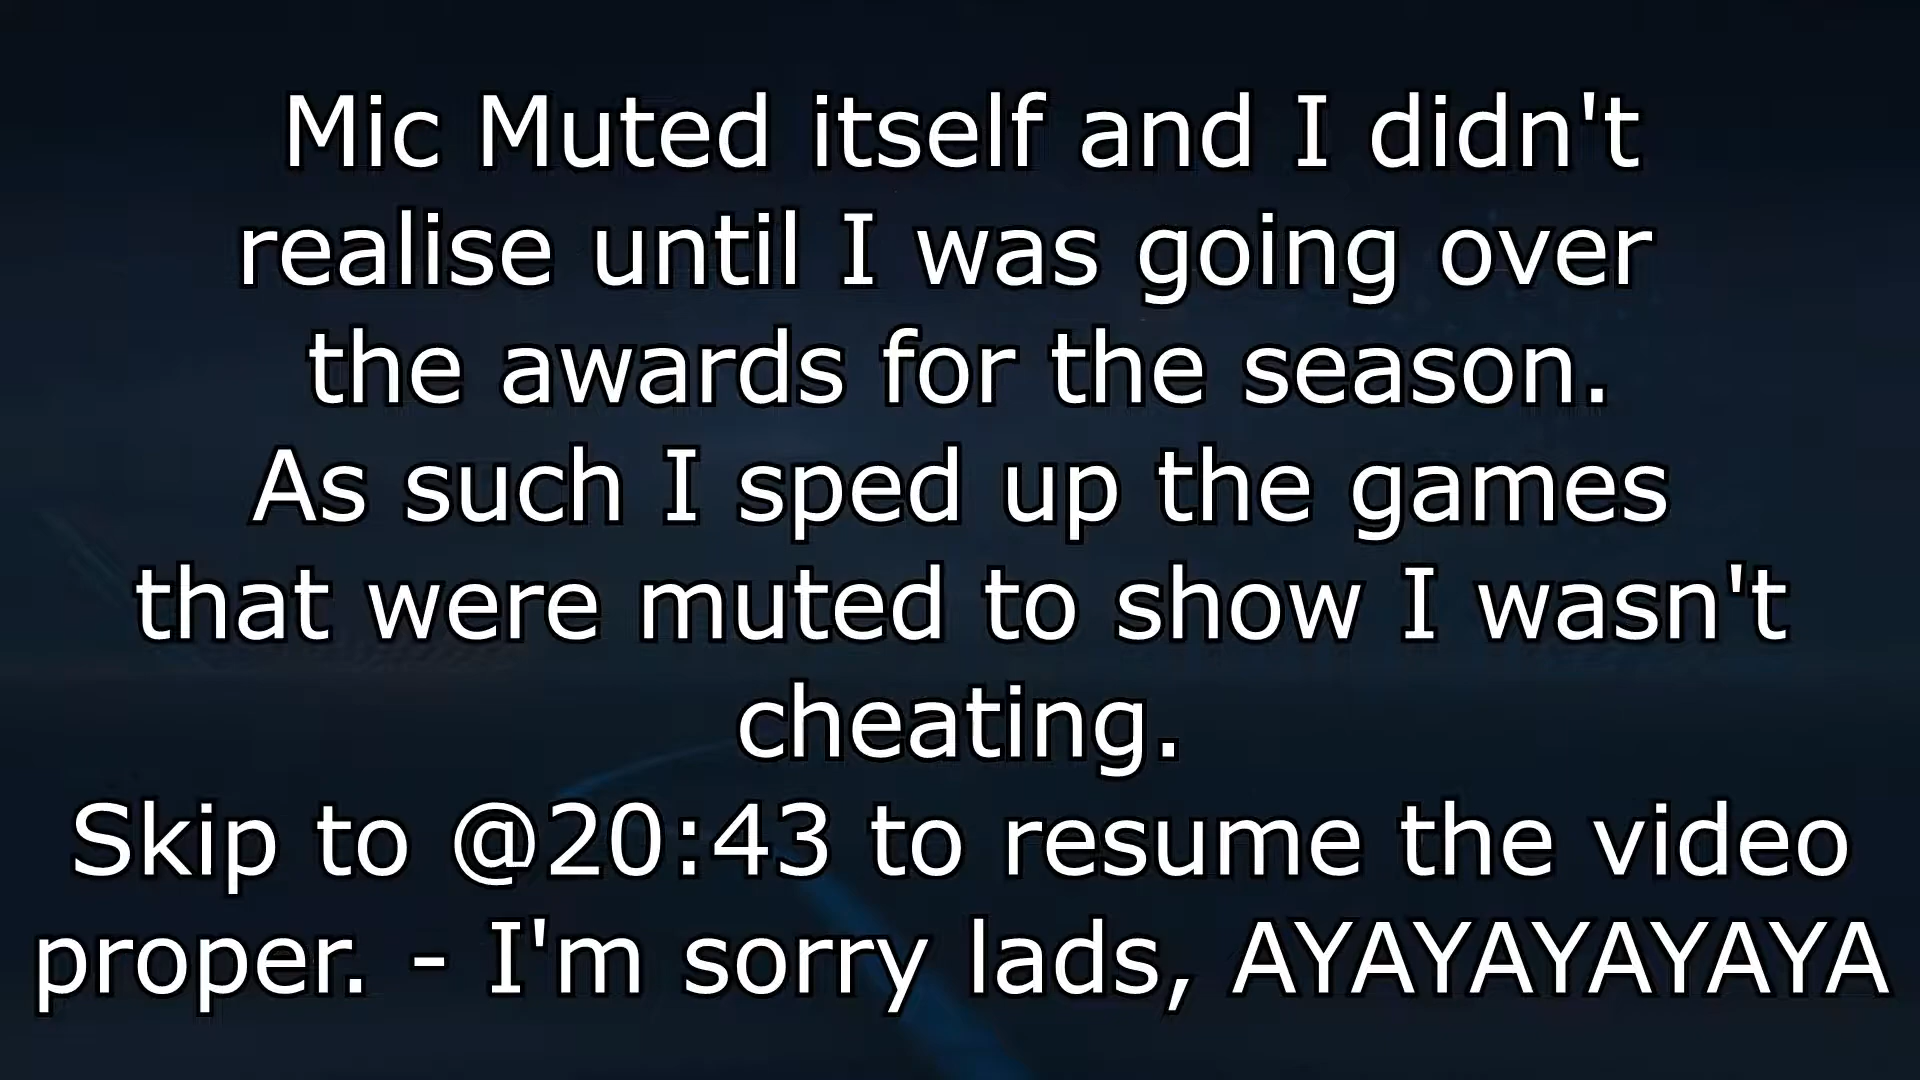 Mic Muted itself and I didn't
realise until I was going over
the awards for the season.
As such I sped up the games
that were muted to show I wasn't
cheating.
Skip to @20:43 to resume the video
proper. - I'm sorry lads, AYAYAYAYAYA